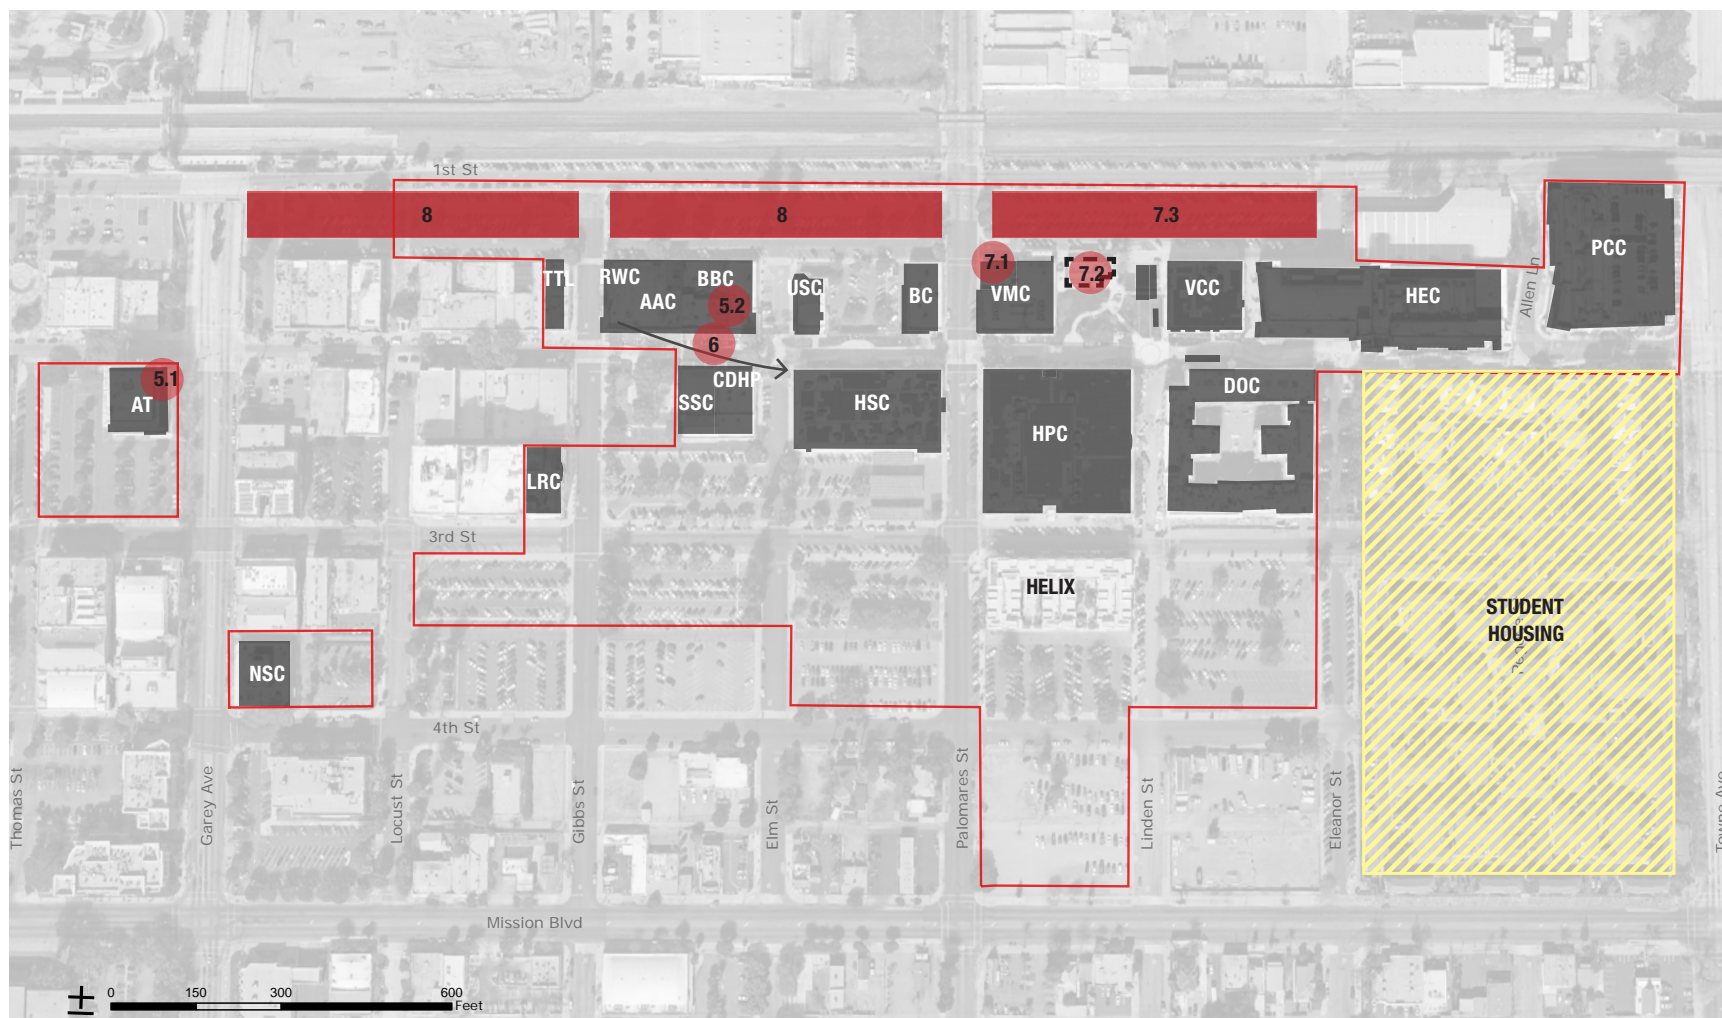 1st St
8
8
7.3
PCC
TTL
RWC
BBC
AAC
5.2
USC
BC
7.1
VMC
7.2
VCC
HEC
Allen Ln
6
5.1
AT
CDHP
SSC
HSC
HPC
DOC
LRC
3rd St
HELIX
STUDENT
HOUSING
NSC
4th St
Thomas St
Garey Ave
Locust St
Gibbs St
Elm St
Palomares St
Linden St
Eleanor St
Towne Ave
Mission Blvd
0 150 300 600
Feet